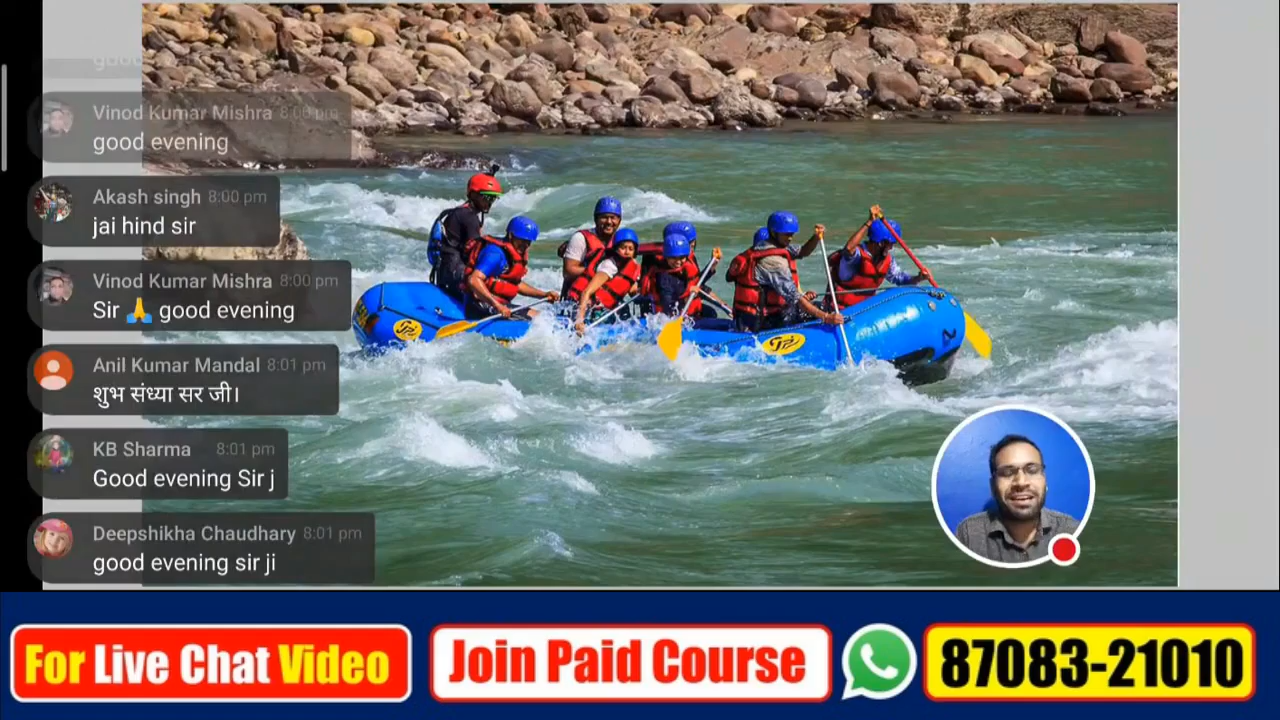 good
Vinod Kumar Mishra 8:00 pm
good evening
Akash singh 8:00 pm
jai hind sir
Vinod Kumar Mishra 8:00 pm
Sir 🙏 good evening
Anil Kumar Mandal 8:01 pm
शुभ संध्या सर जी।
KB Sharma 8:01 pm
Good evening Sir j
Deepshikha Chaudhary 8:01 pm
good evening sir ji
For Live Chat Video
Join Paid Course
87083-21010